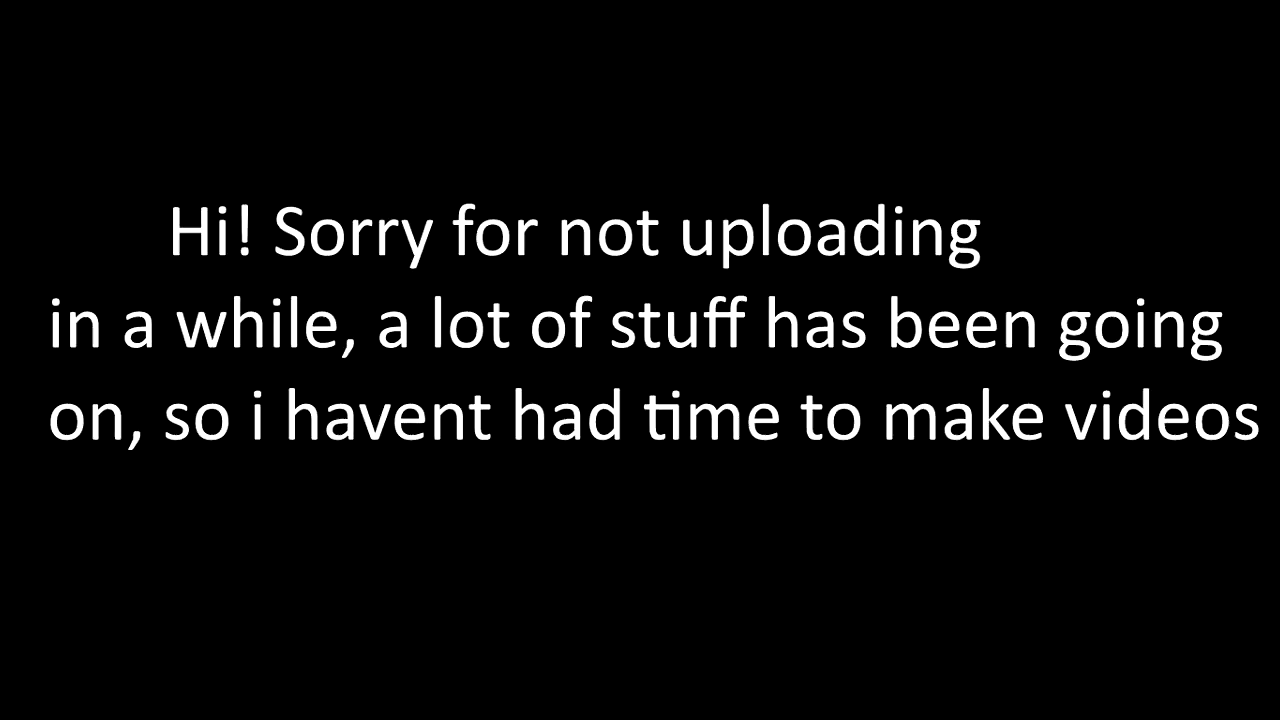 Hi! Sorry for not uploading
in a while, a lot of stuff has been going
on, so i havent had time to make videos